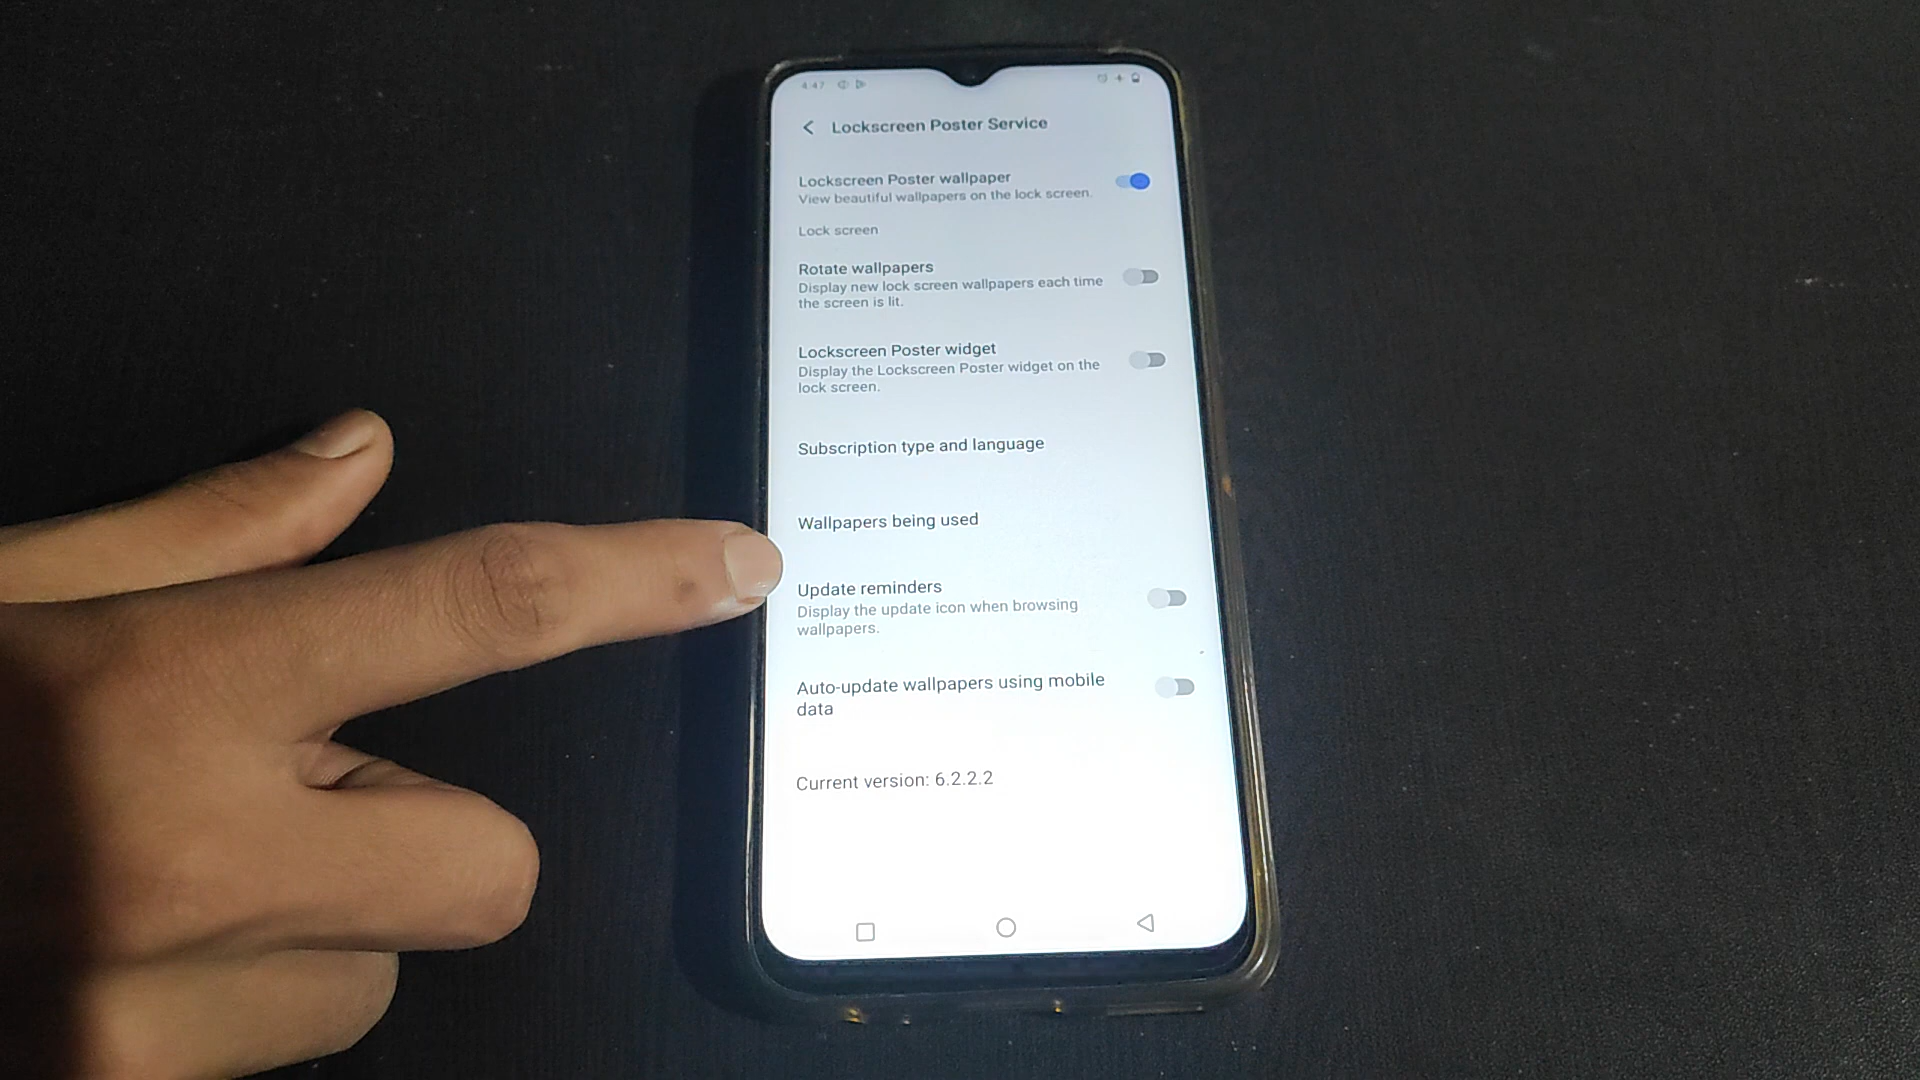 4:47
Lockscreen Poster Service
Lockscreen Poster wallpaper
View beautiful wallpapers on the lock screen.
Lock screen
Rotate wallpapers
Display new lock screen wallpapers each time
the screen is lit.
Lockscreen Poster widget
Display the Lockscreen Poster widget on the
lock screen.
Subscription type and language
Wallpapers being used
Update reminders
Display the update icon when browsing
wallpapers.
Auto-update wallpapers using mobile
data
Current version: 6.2.2.2